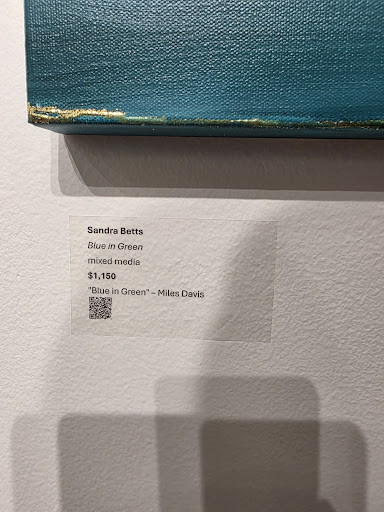 Sandra Betts
Blue in Green
mixed media
$1,150
"Blue in Green" – Miles Davis